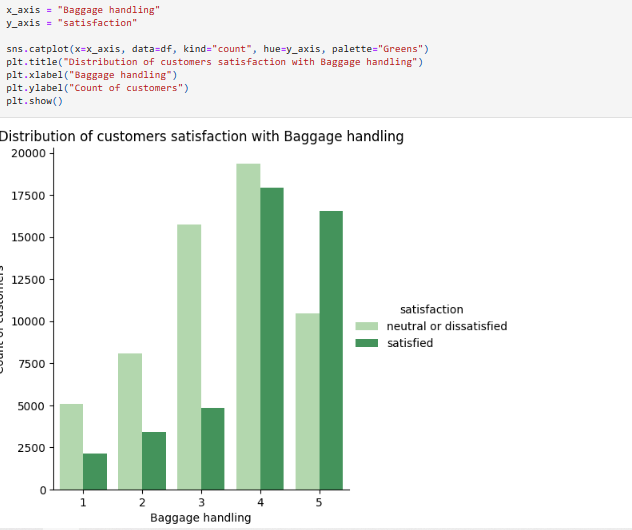 x_axis = "Baggage handling"
y_axis = "satisfaction"
sns.catplot(x=x_axis, data=df, kind="count", hue=y_axis, palette="Greens")
plt.title("Distribution of customers satisfaction with Baggage handling")
plt.xlabel("Baggage handling")
plt.ylabel("Count of customers")
plt.show()
Distribution of customers satisfaction with Baggage handling
20000
17500
15000
12500
10000
7500
5000
2500
0
Count of customers
satisfaction
neutral or dissatisfied
satisfied
1 2 3 4 5
Baggage handling